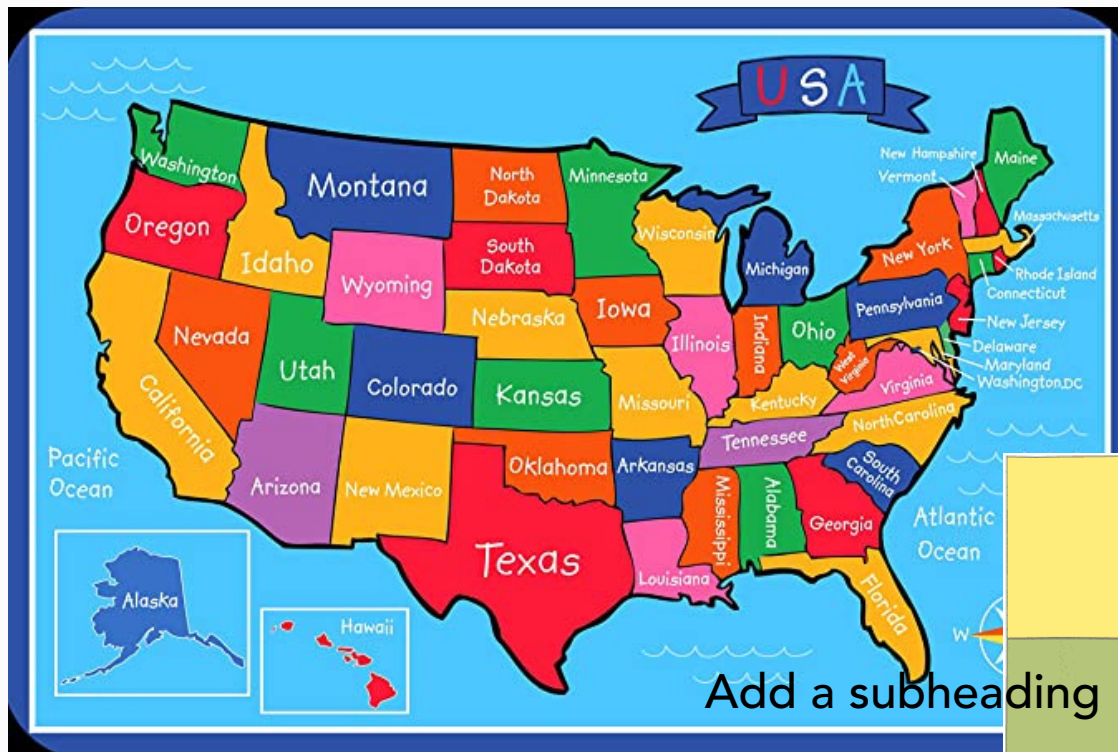 USA
New Hampshire
Maine
Vermont
Washington
Montana
North
Dakota
Minnesota
Massachusetts
Oregon
Idaho
South
Dakota
Wisconsin
Michigan
New York
Rhode Island
Connecticut
Wyoming
Nebraska
Iowa
Pennsylvania
New Jersey
Nevada
Utah
Colorado
Kansas
Illinois
Indiana
Ohio
Delaware
Maryland
Washington,DC
West
Virginia
Virginia
California
Missouri
Kentucky
North Carolina
Tennessee
Pacific
Ocean
Arizona
New Mexico
Oklahoma
Arkansas
South
Carolina
Mississippi
Alabama
Georgia
Atlantic
Ocean
Texas
Louisiana
Florida
Alaska
Hawaii
W
Add a subheading